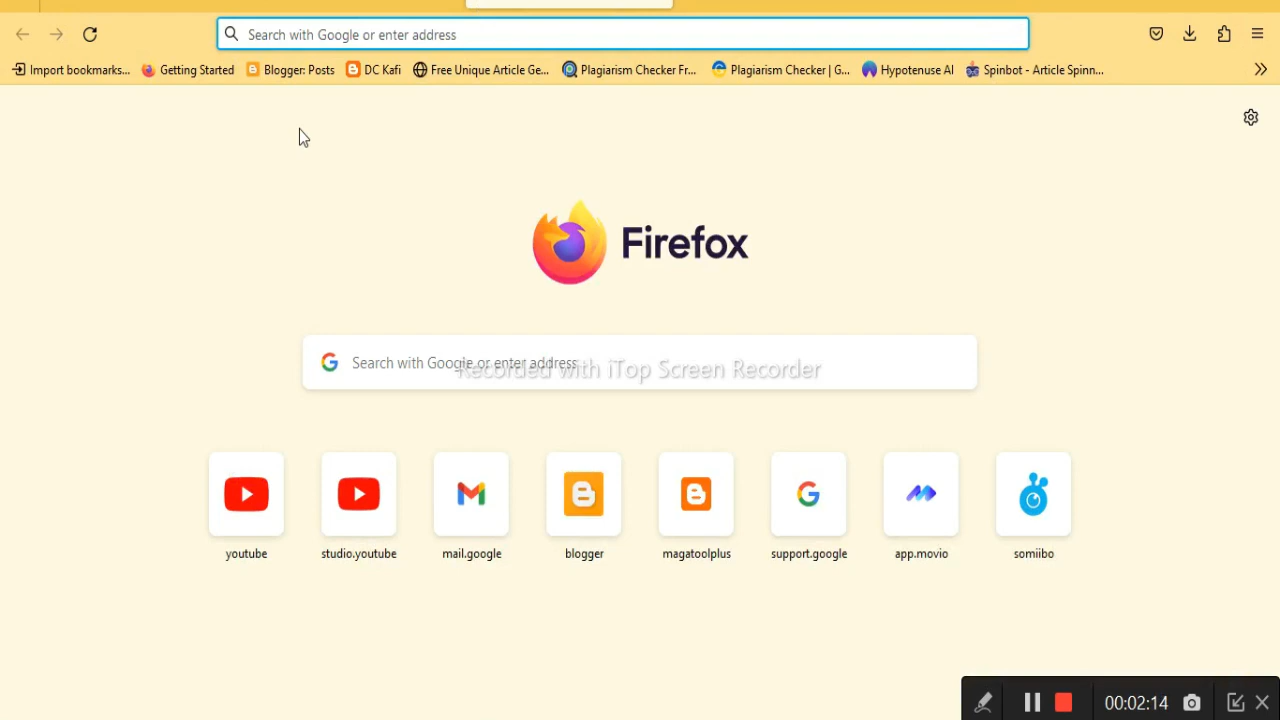 Search with Google or enter address
Import bookmarks... Getting Started Blogger: Posts DC Kafi Free Unique Article Ge... Plagiarism Checker Fr... Plagiarism Checker | G... Hypotenuse AI Spinbot - Article Spinn...
Firefox
Search with Google or enter address
Recorded with iTop Screen Recorder
youtube studio.youtube mail.google blogger magatoolplus support.google app.movio somiibo
00:02:14